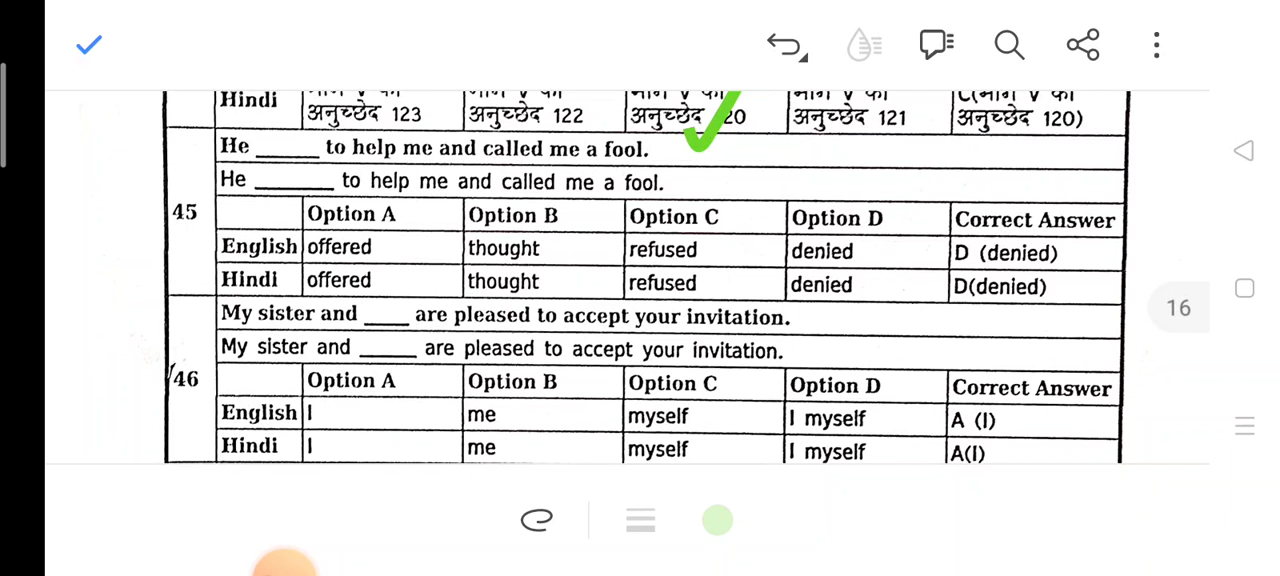 Hindi
अनुच्छेद 123 अनुच्छेद 122 अनुच्छेद 120 अनुच्छेद 121 अनुच्छेद 120)
He ______ to help me and called me a fool.
He ________ to help me and called me a fool.
45
Option A Option B Option C Option D Correct Answer
English offered thought refused denied D (denied)
Hindi offered thought refused denied D(denied)
My sister and ____ are pleased to accept your invitation.
My sister and _____ are pleased to accept your invitation.
46
Option A Option B Option C Option D Correct Answer
English I me myself I myself A (I)
Hindi I me myself I myself A(I)
16